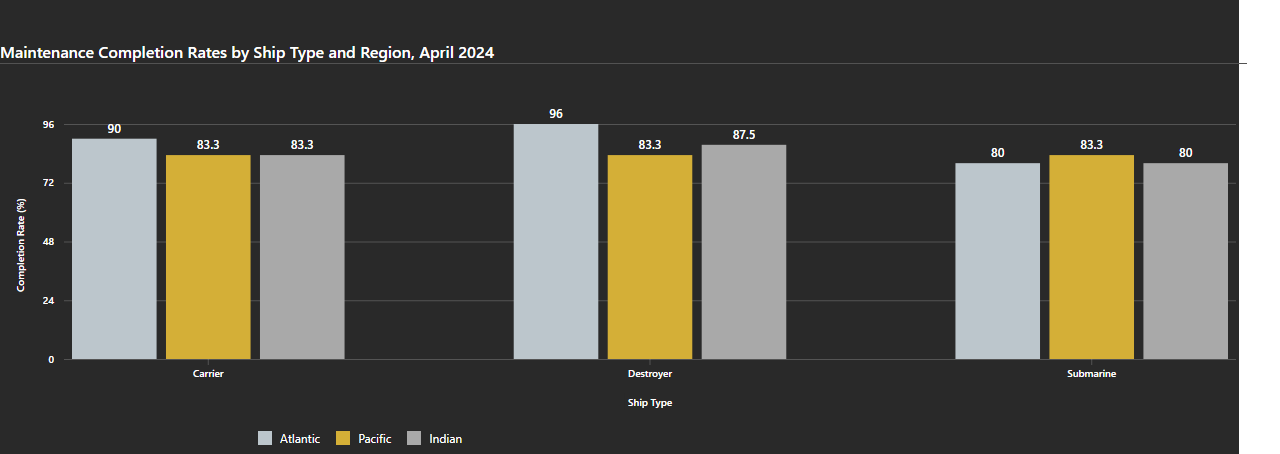 Maintenance Completion Rates by Ship Type and Region, April 2024
96
72
48
24
0
Completion Rate (%)
90
83.3
83.3
96
83.3
87.5
80
83.3
80
Carrier
Destroyer
Submarine
Ship Type
Atlantic
Pacific
Indian